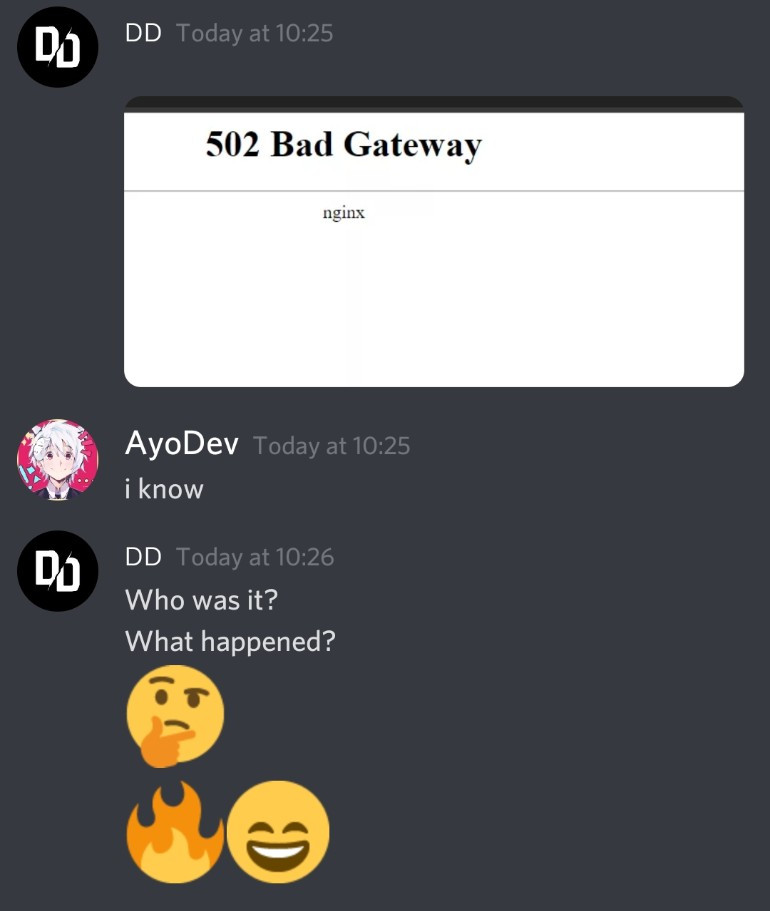 DD Today at 10:25
502 Bad Gateway
nginx
AyoDev Today at 10:25
i know
DD Today at 10:26
Who was it?
What happened?